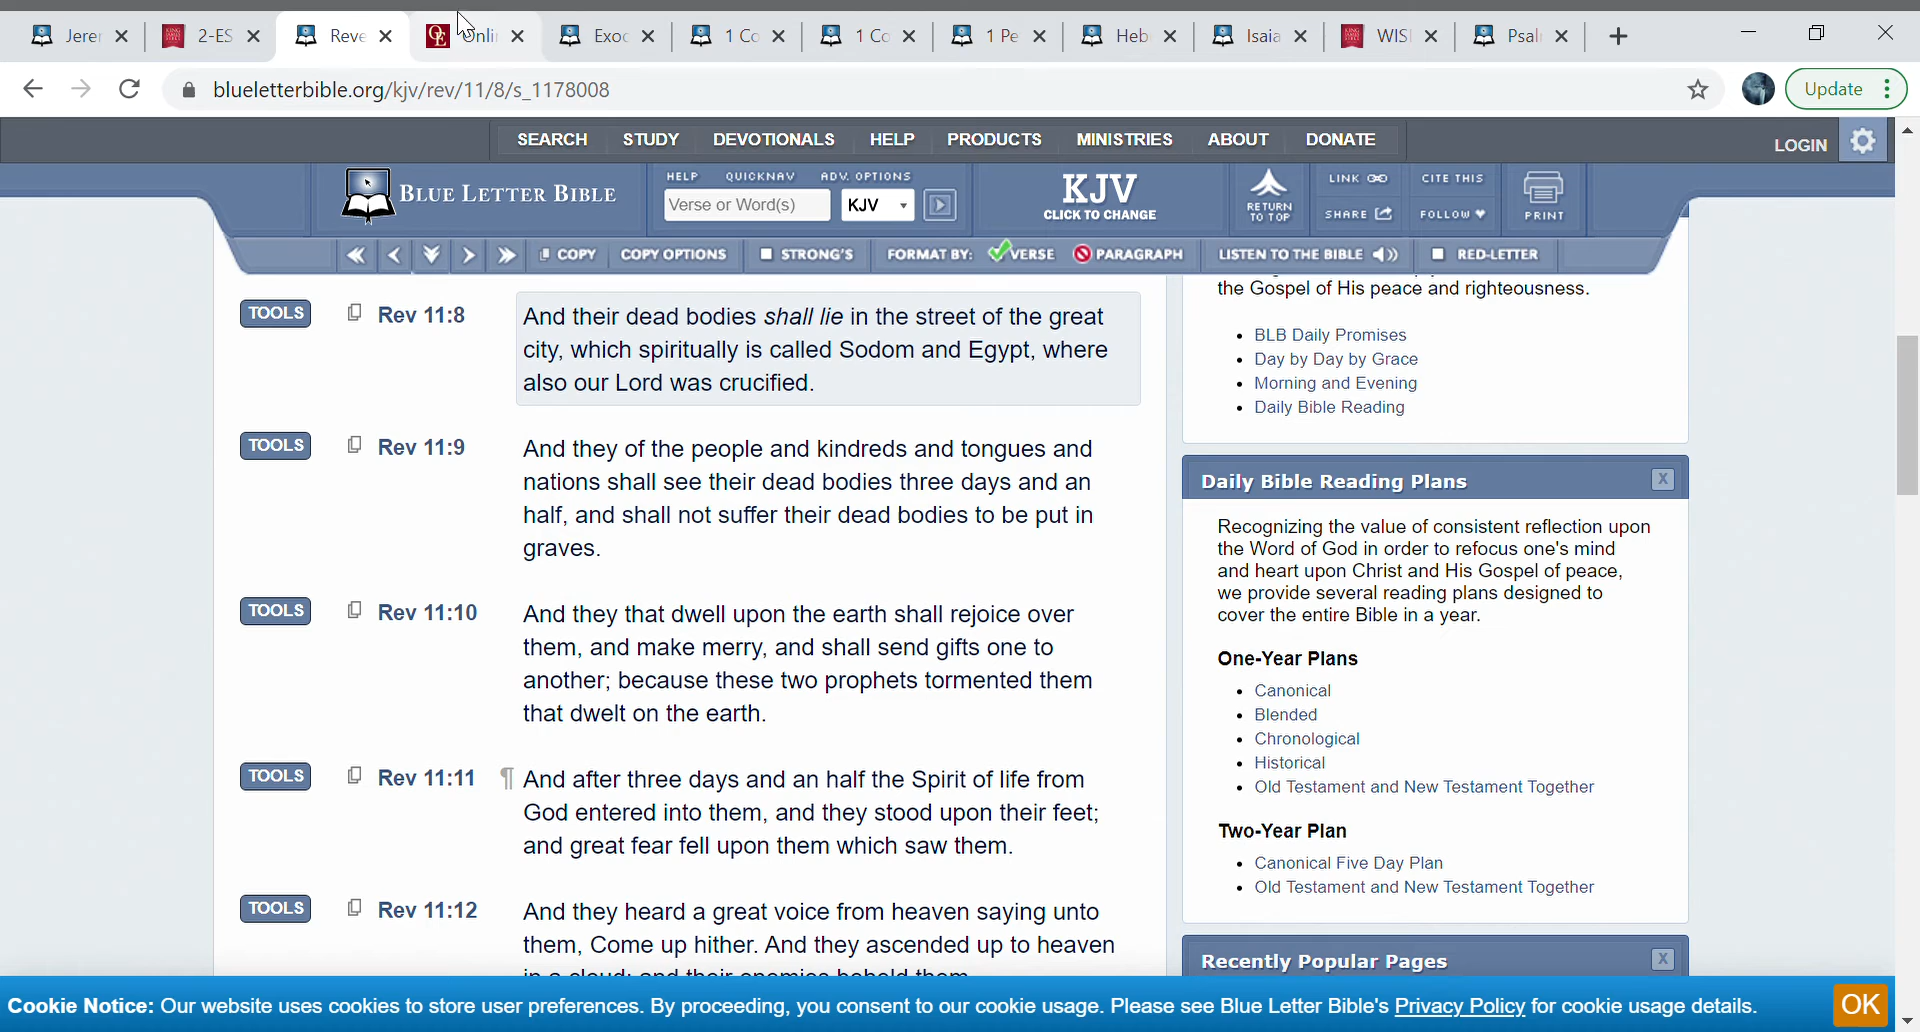 Jerer
2-ES
Reve
Onlin
Exoc
1 Co
1 Co
1 Pe
Heb
Isaia
WIS
Psal
blueletterbible.org/kjv/rev/11/8/s_1178008
Update
SEARCH STUDY DEVOTIONALS HELP PRODUCTS MINISTRIES ABOUT DONATE
LOGIN
BLUE LETTER BIBLE
HELP QUICKNAV ADV. OPTIONS
Verse or Word(s)
KJV
KJV
CLICK TO CHANGE
RETURN
TO TOP
LINK
CITE THIS
SHARE
FOLLOW
PRINT
COPY
COPY OPTIONS
STRONG'S
FORMAT BY: VERSE PARAGRAPH
LISTEN TO THE BIBLE
RED-LETTER
TOOLS
Rev 11:8
And their dead bodies shall lie in the street of the great
city, which spiritually is called Sodom and Egypt, where
also our Lord was crucified.
TOOLS
Rev 11:9
And they of the people and kindreds and tongues and
nations shall see their dead bodies three days and an
half, and shall not suffer their dead bodies to be put in
graves.
TOOLS
Rev 11:10
And they that dwell upon the earth shall rejoice over
them, and make merry, and shall send gifts one to
another; because these two prophets tormented them
that dwelt on the earth.
TOOLS
Rev 11:11
¶ And after three days and an half the Spirit of life from
God entered into them, and they stood upon their feet;
and great fear fell upon them which saw them.
TOOLS
Rev 11:12
And they heard a great voice from heaven saying unto
them, Come up hither. And they ascended up to heaven
in a cloud; and their enemies beheld them.
the Gospel of His peace and righteousness.
• BLB Daily Promises
• Day by Day by Grace
• Morning and Evening
• Daily Bible Reading
Daily Bible Reading Plans
X
Recognizing the value of consistent reflection upon
the Word of God in order to refocus one's mind
and heart upon Christ and His Gospel of peace,
we provide several reading plans designed to
cover the entire Bible in a year.
One-Year Plans
• Canonical
• Blended
• Chronological
• Historical
• Old Testament and New Testament Together
Two-Year Plan
• Canonical Five Day Plan
• Old Testament and New Testament Together
Recently Popular Pages
X
Cookie Notice: Our website uses cookies to store user preferences. By proceeding, you consent to our cookie usage. Please see Blue Letter Bible's Privacy Policy for cookie usage details.
OK